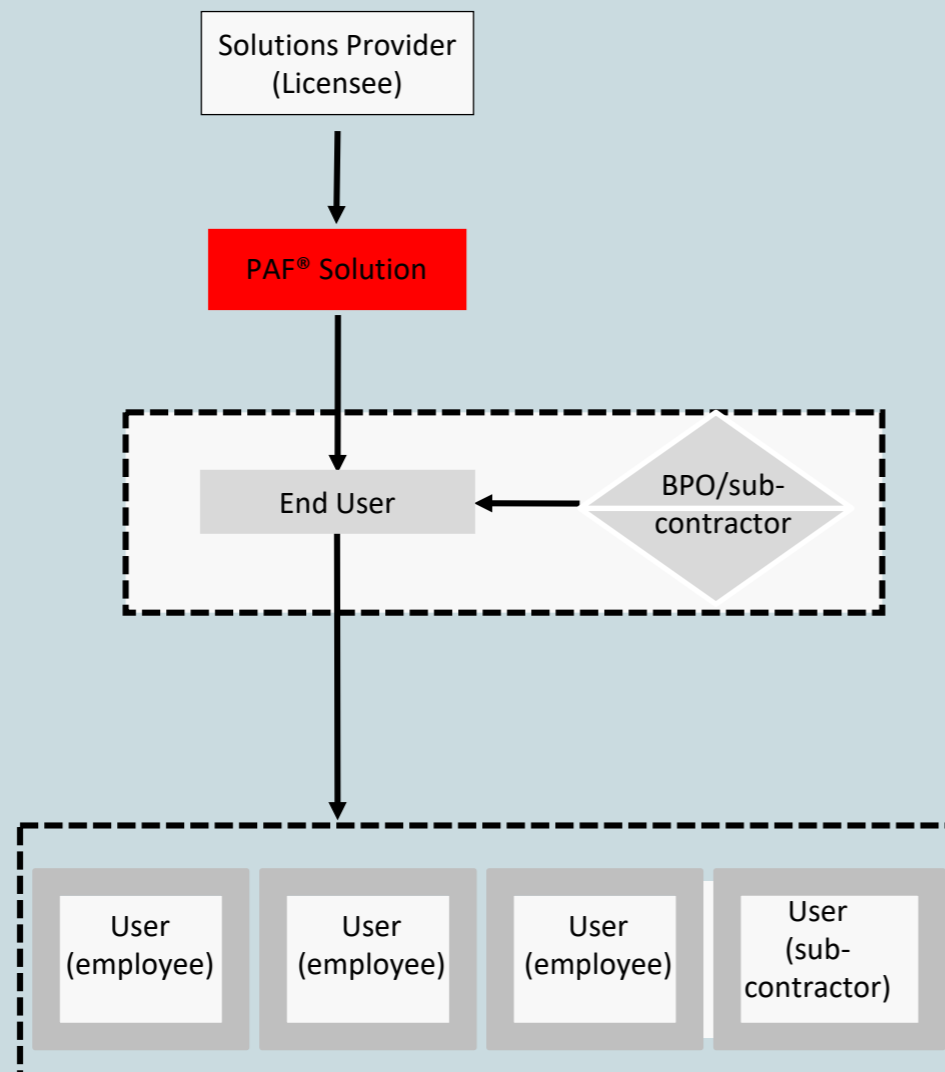 Solutions Provider
(Licensee)
PAF® Solution
End User
BPO/sub-
contractor
User
(employee)
User
(employee)
User
(employee)
User
(sub-
contractor)